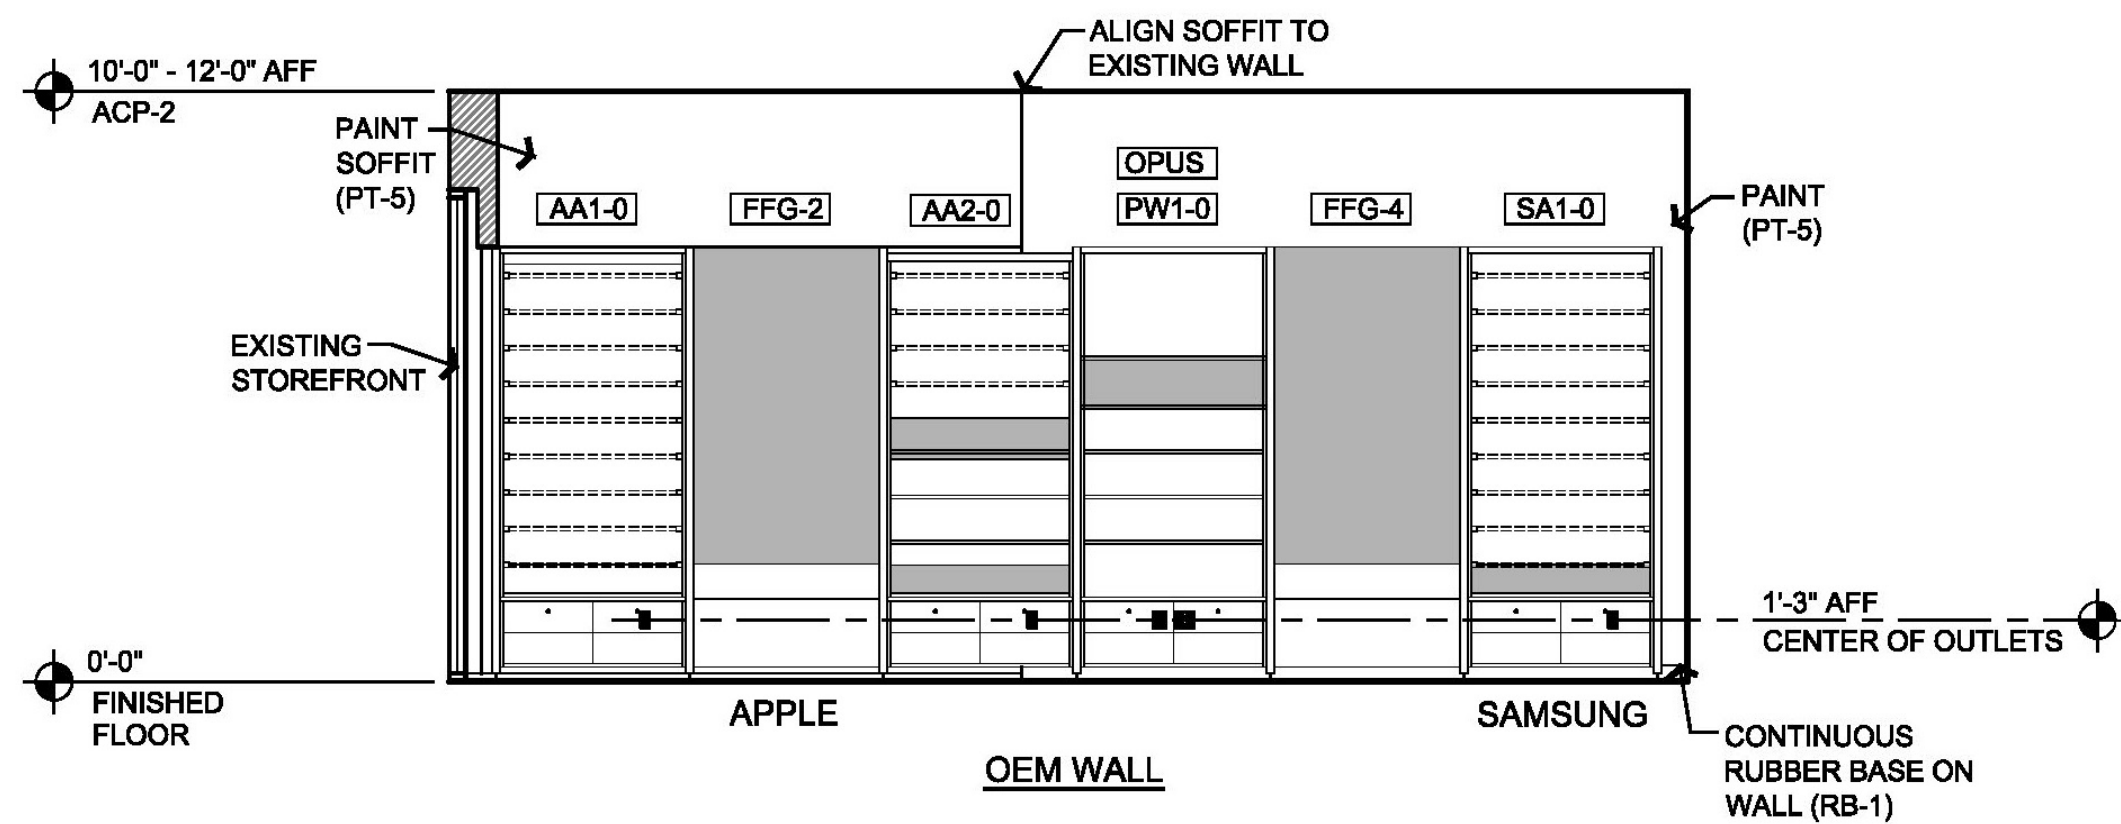 ALIGN SOFFIT TO
EXISTING WALL
10'-0" - 12'-0" AFF
ACP-2
PAINT
SOFFIT
(PT-5)
OPUS
AA1-0
FFG-2
AA2-0
PW1-0
FFG-4
SA1-0
PAINT
(PT-5)
EXISTING
STOREFRONT
1'-3" AFF
CENTER OF OUTLETS
0'-0"
FINISHED
FLOOR
APPLE
SAMSUNG
OEM WALL
CONTINUOUS
RUBBER BASE ON
WALL (RB-1)